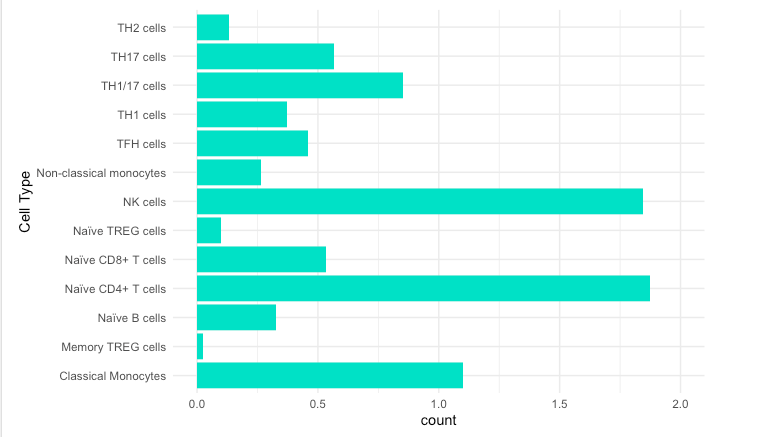 TH2 cells
TH17 cells
TH1/17 cells
TH1 cells
TFH cells
Non-classical monocytes
NK cells
Naïve TREG cells
Naïve CD8+ T cells
Naïve CD4+ T cells
Naïve B cells
Memory TREG cells
Classical Monocytes
Cell Type
0.0 0.5 1.0 1.5 2.0
count